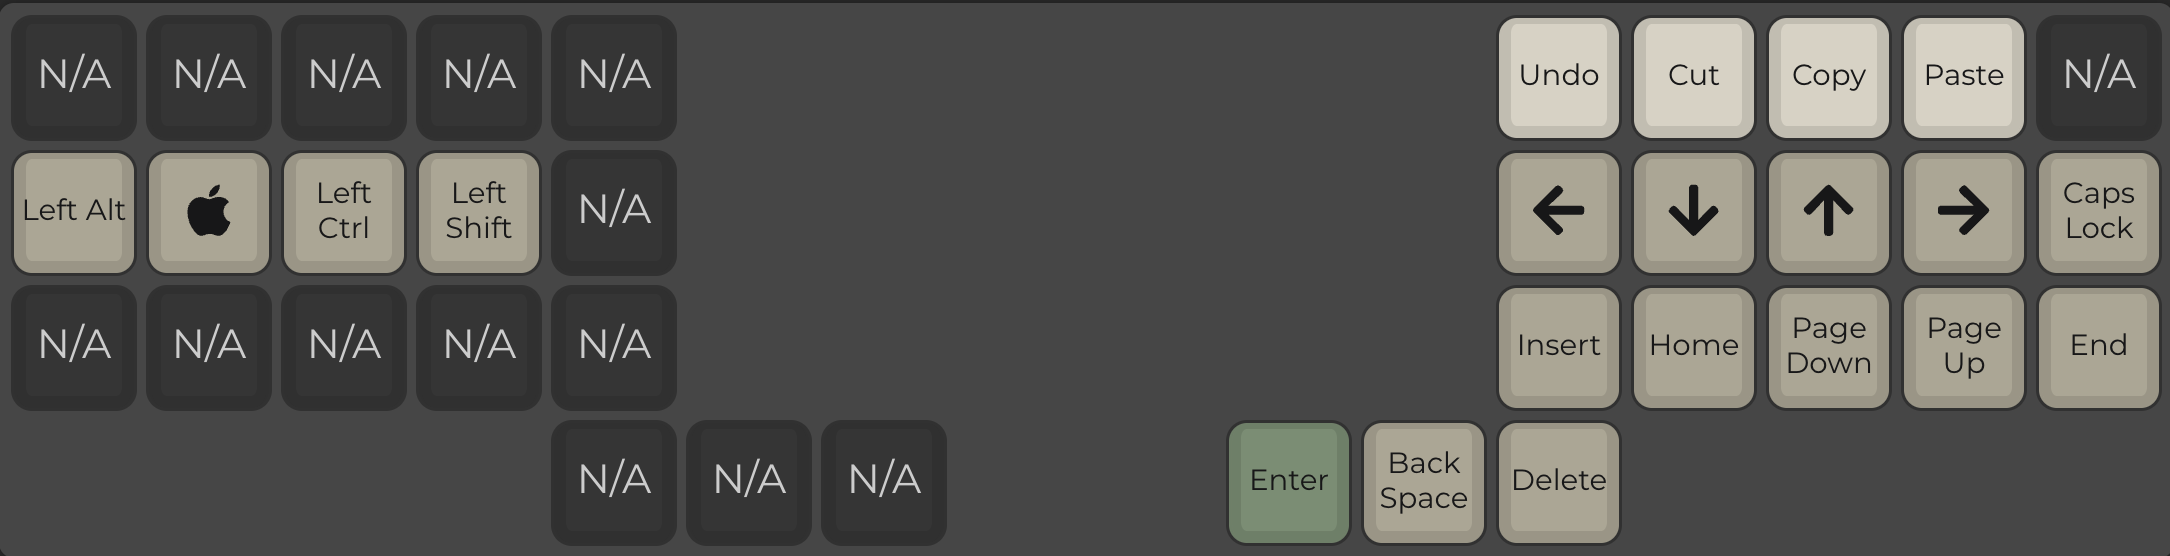 N/A N/A N/A N/A N/A Undo Cut Copy Paste N/A
Left Alt Left Ctrl Left Shift N/A ← ↓ ↑ → Caps Lock
N/A N/A N/A N/A N/A Insert Home Page Down Page Up End
N/A N/A N/A Enter Back Space Delete